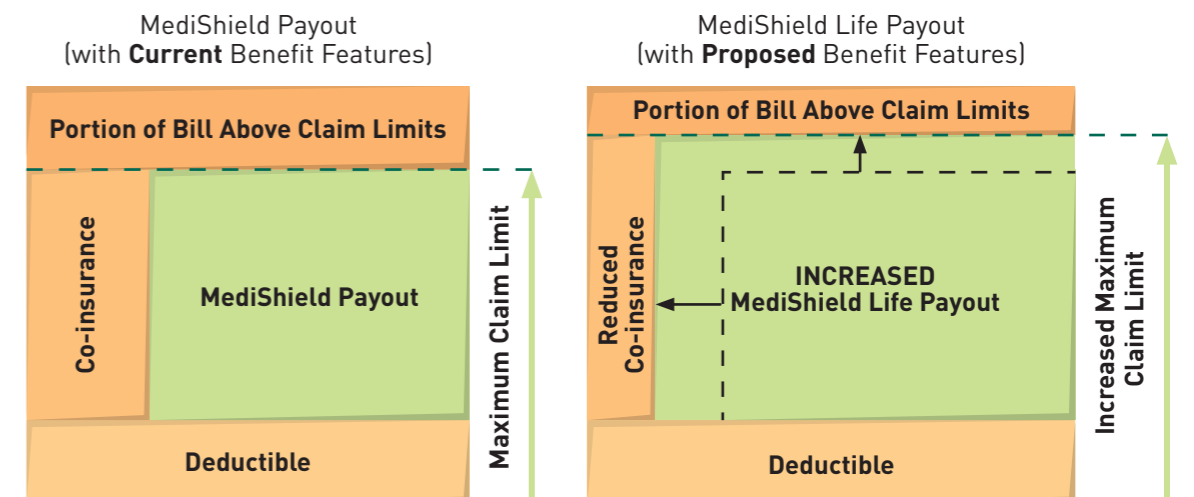 MediShield Payout
(with Current Benefit Features)
Portion of Bill Above Claim Limits
Co-insurance
MediShield Payout
Maximum Claim Limit
Deductible
MediShield Life Payout
(with Proposed Benefit Features)
Portion of Bill Above Claim Limits
Reduced
Co-insurance
INCREASED
MediShield Life Payout
Increased Maximum
Claim Limit
Deductible